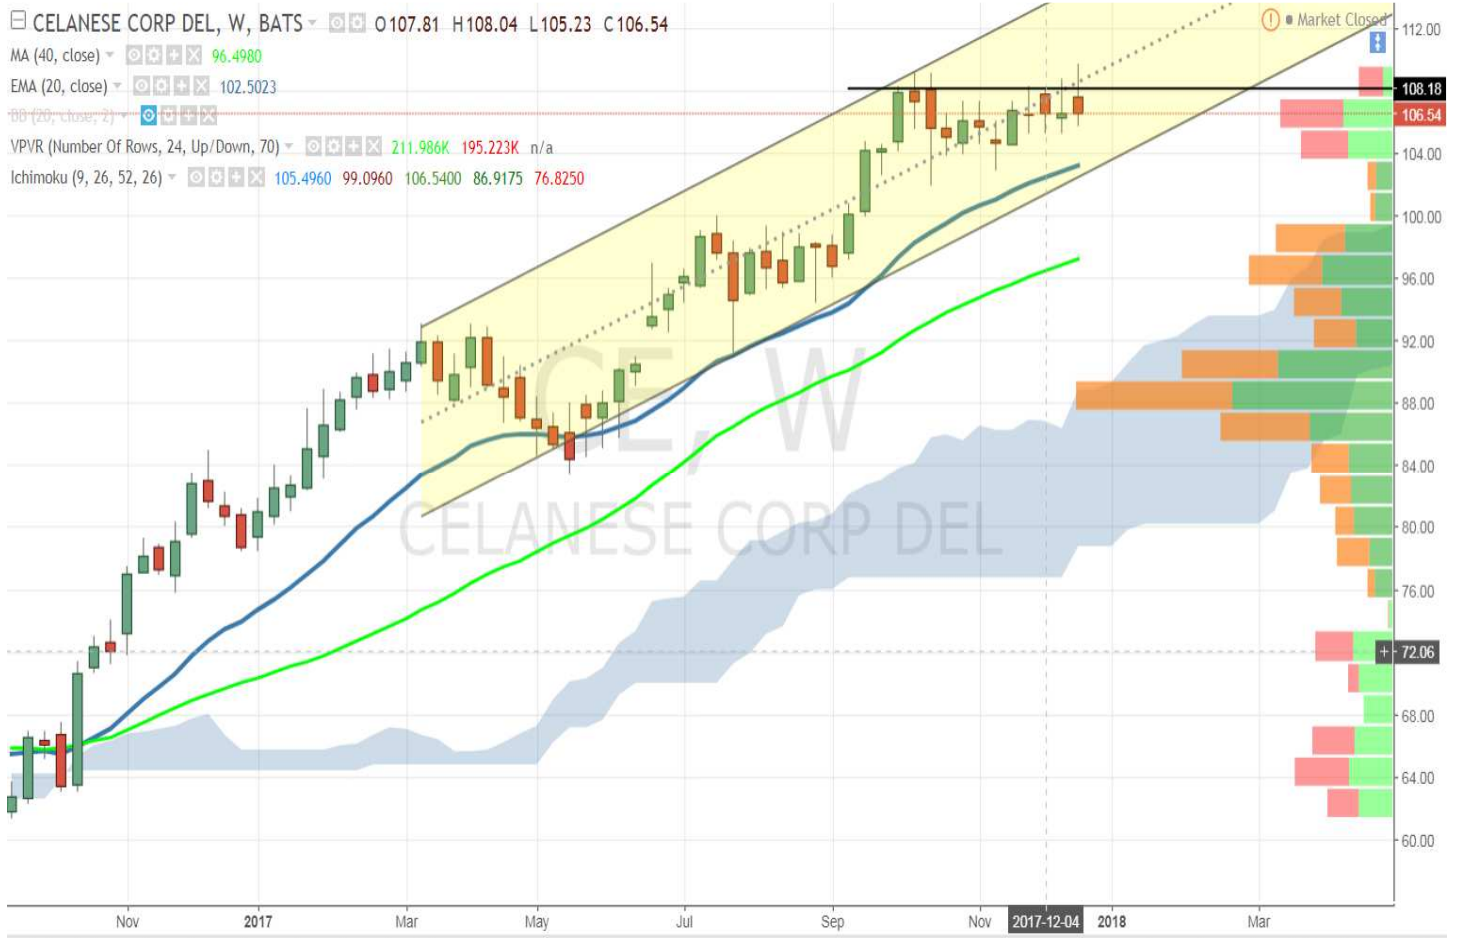 CELANESE CORP DEL, W, BATS O107.81 H108.04 L105.23 C106.54
MA (40, close) 96.4980
EMA (20, close) 102.5023
BB (20, close, 2)
VPVR (Number Of Rows, 24, Up/Down, 70) 211.986K 195.223K n/a
Ichimoku (9, 26, 52, 26) 105.4960 99.0960 106.5400 86.9175 76.8250
! Market Closed
112.00
108.18
106.54
104.00
100.00
96.00
92.00
88.00
84.00
80.00
76.00
72.06
68.00
64.00
60.00
CE, W
CELANESE CORP DEL
Nov 2017 Mar May Jul Sep Nov 2017-12-04 2018 Mar